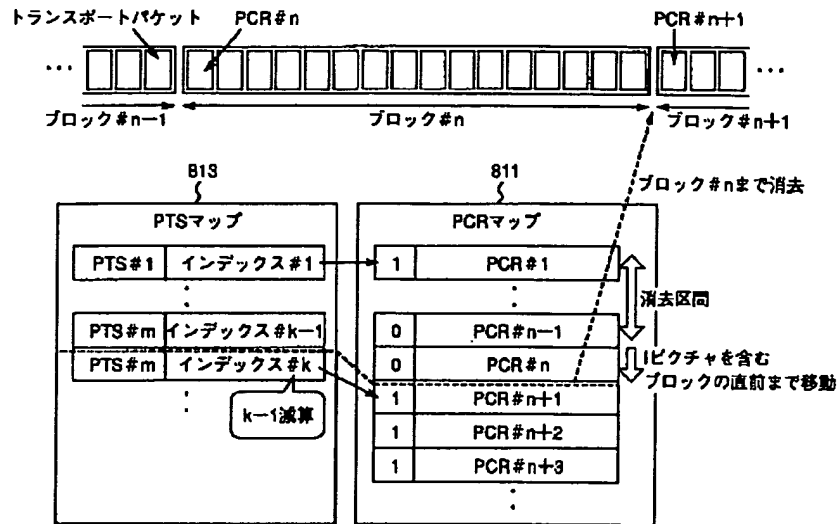 トランスポートパケット
PCR#n
PCR#n+1
…
…
ブロック#n-1
ブロック#n
ブロック#n+1
ブロック#nまで消去
813
811
PTSマップ
PCRマップ
PTS#1 インデックス#1
1 PCR#1
消去区間
PTS#m インデックス#k-1
0 PCR#n-1
PTS#m インデックス#k
0 PCR#n
Iピクチャを含む
ブロックの直前まで移動
k-1減算
1 PCR#n+1
1 PCR#n+2
1 PCR#n+3